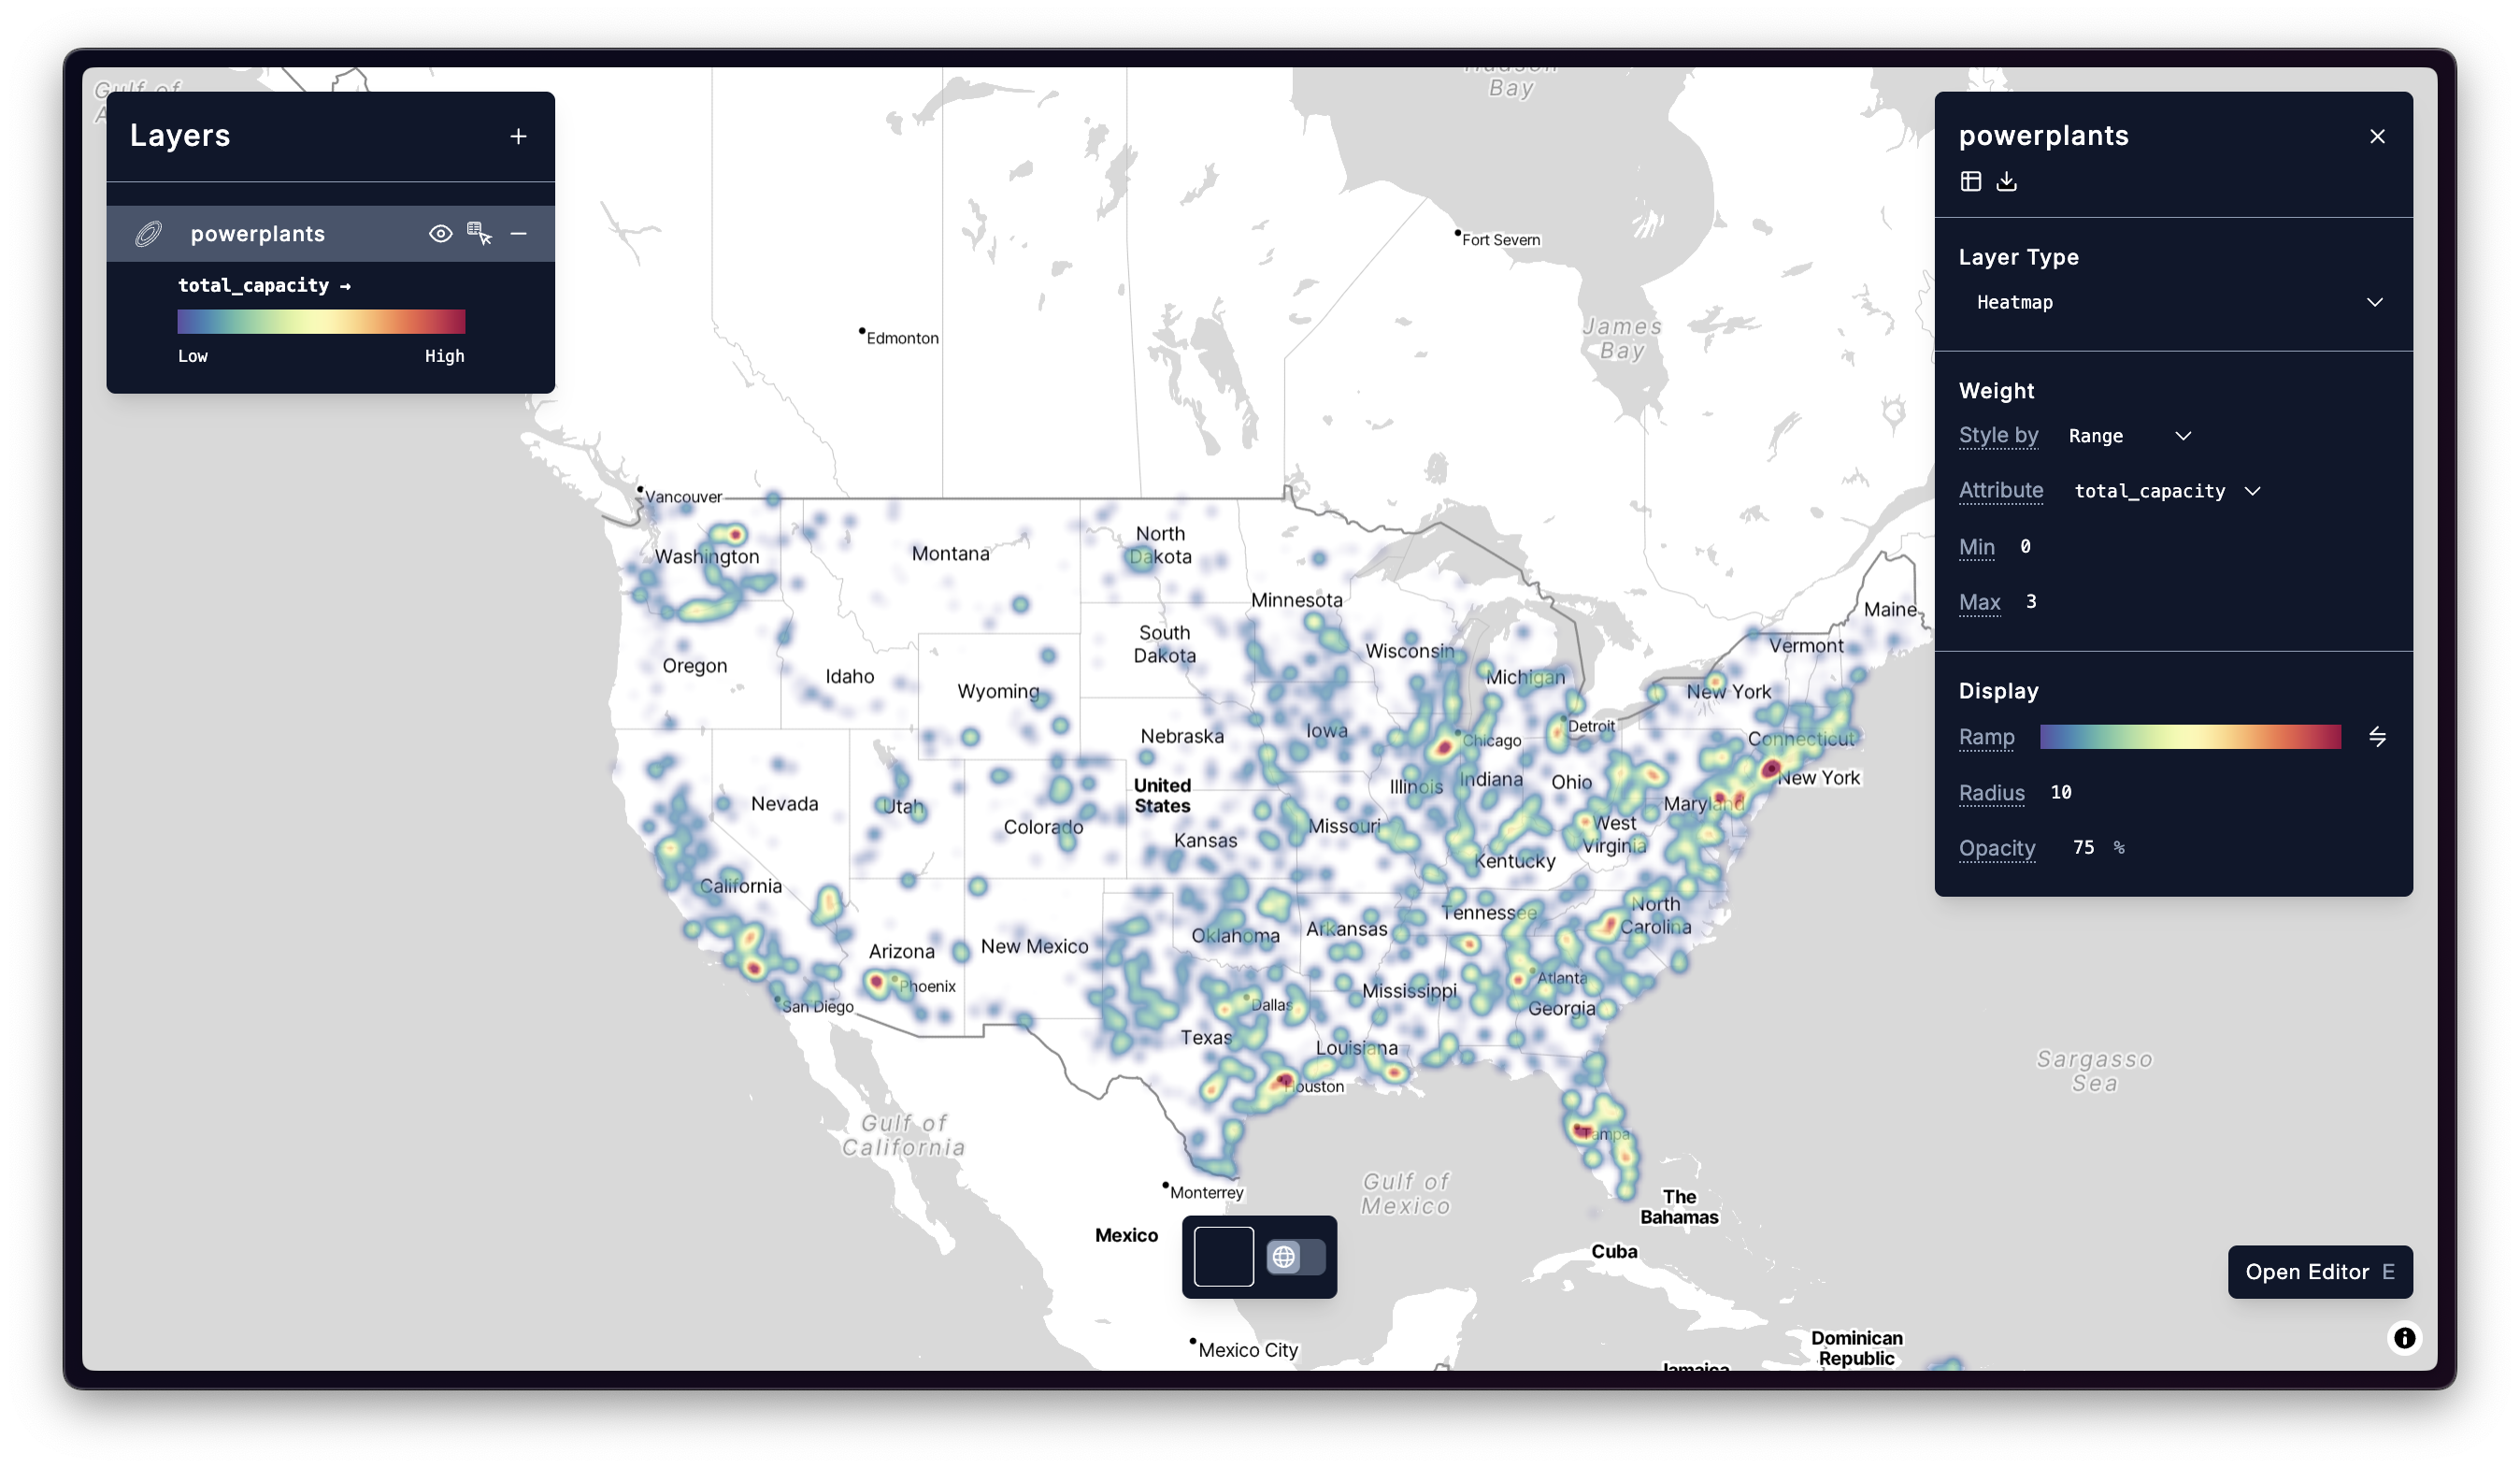 Gulf of
Layers
+
powerplants
total_capacity →
Low
High
powerplants
Layer Type
Heatmap
Weight
Style by
Range
Attribute
total_capacity
Min
0
Max
3
Display
Ramp
Radius
10
Opacity
75 %
Hudson
Bay
Fort Severn
Edmonton
James
Bay
Vancouver
Washington
Montana
North
Dakota
Minnesota
Maine
South
Dakota
Wisconsin
Vermont
Oregon
Idaho
Michigan
Wyoming
New York
Detroit
Iowa
Nebraska
Chicago
Connecticut
New York
Indiana
Ohio
Illinois
United
States
Nevada
Utah
Maryland
Colorado
Missouri
West
Virginia
Kansas
Kentucky
California
North
Carolina
Tennessee
Arkansas
Oklahoma
New Mexico
Arizona
Phoenix
Atlanta
Mississippi
San Diego
Dallas
Georgia
Texas
Louisiana
Houston
Sargasso
Sea
Gulf of
California
Tampa
Monterrey
Gulf of
Mexico
The
Bahamas
Mexico
Cuba
Open Editor E
Mexico City
Dominican
Republic
Jamaica